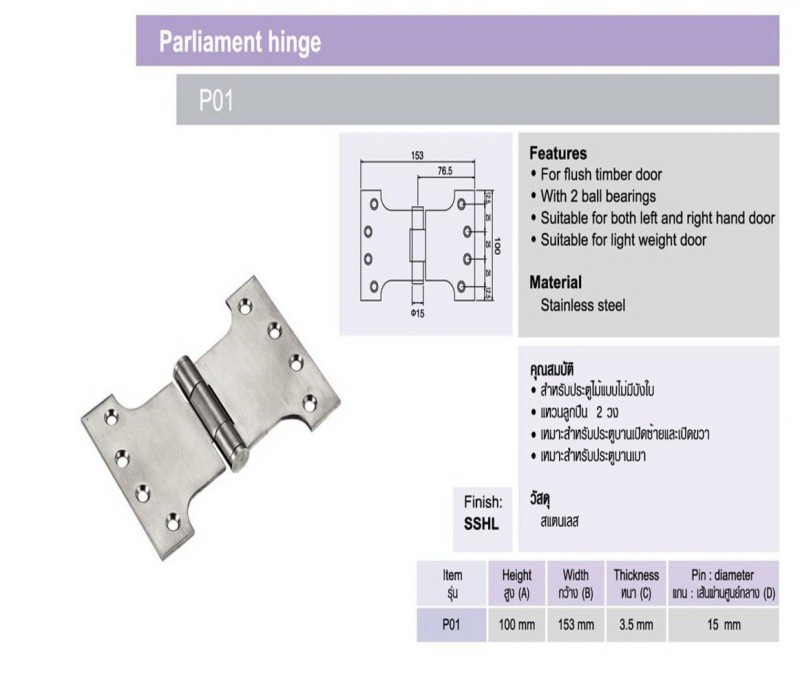 Parliament hinge
P01
153
76.5
12.5
25
25
25
12.5
100
Φ15
Features
• For flush timber door
• With 2 ball bearings
• Suitable for both left and right hand door
• Suitable for light weight door
Material
Stainless steel
คุณสมบัติ
• สำหรับประตูไม้แบบไม่มีบังใบ
• แหวนลูกปืน 2 วง
• เหมาะสำหรับประตูบานเปิดซ้ายและเปิดขวา
• เหมาะสำหรับประตูบานเบา
วัสดุ
สแตนเลส
Finish:
SSHL
Item Height Width Thickness Pin : diameter
รุ่น สูง (A) กว้าง (B) หนา (C) แกน : เส้นผ่านศูนย์กลาง (D)
P01 100 mm 153 mm 3.5 mm 15 mm